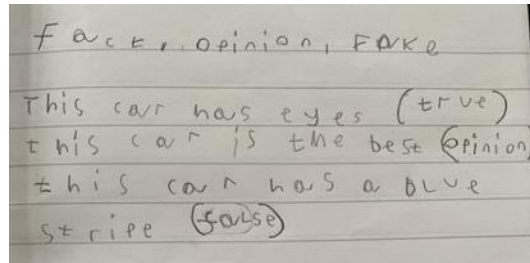 Fact, opinion, FAKe
This car has eyes (true)
this car is the best (opinion)
this car has a blue
stripe (false)